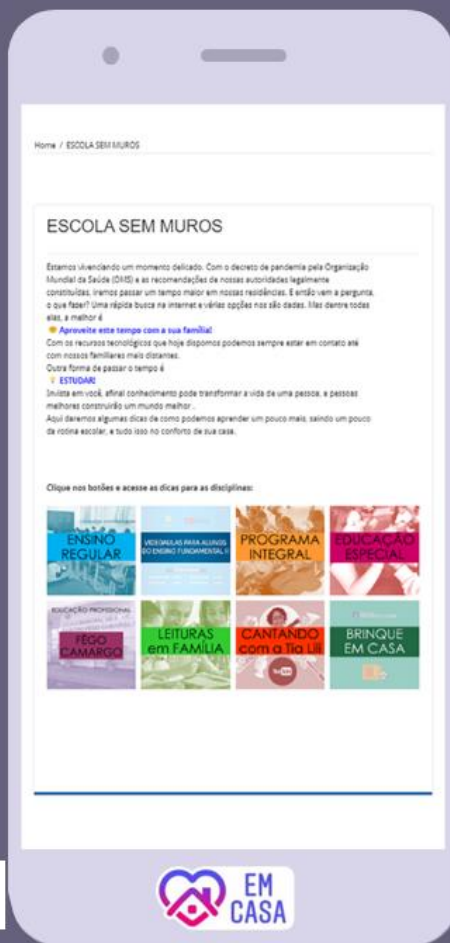 Home / ESCOLA SEM MUROS
ESCOLA SEM MUROS
Estamos vivenciando um momento delicado. Com o decreto de pandemia pela Organização
Mundial da Saúde (OMS) e as recomendações de nossas autoridades legalmente
constituídas, iremos passar um tempo maior em nossas residências. E então vem a pergunta,
o que fazer? Uma rápida busca na internet e várias opções nos são dadas. Mas dentre todas
elas, a melhor é
Aproveite este tempo com a sua família!
Com os recursos tecnológicos que hoje dispomos podemos sempre estar em contato até
com nossos familiares mais distantes.
Outra forma de passar o tempo é
ESTUDAR!
Invista em você, afinal conhecimento pode transformar a vida de uma pessoa, e pessoas
melhores construirão um mundo melhor .
Aqui daremos algumas dicas de como podemos aprender um pouco mais, saindo um pouco
da rotina escolar, e tudo isso no conforto de sua casa.
Clique nos botões e acesse as dicas para as disciplinas:
ENSINO
REGULAR
VIDEOAULAS PARA ALUNOS
DO ENSINO FUNDAMENTAL II
PROGRAMA
INTEGRAL
EDUCAÇÃO
ESPECIAL
EDUCAÇÃO PROFISSIONAL
FÊGO
CAMARGO
LEITURAS
em FAMÍLIA
CANTANDO
com a Tia Lili
BRINQUE
EM CASA
EM
CASA